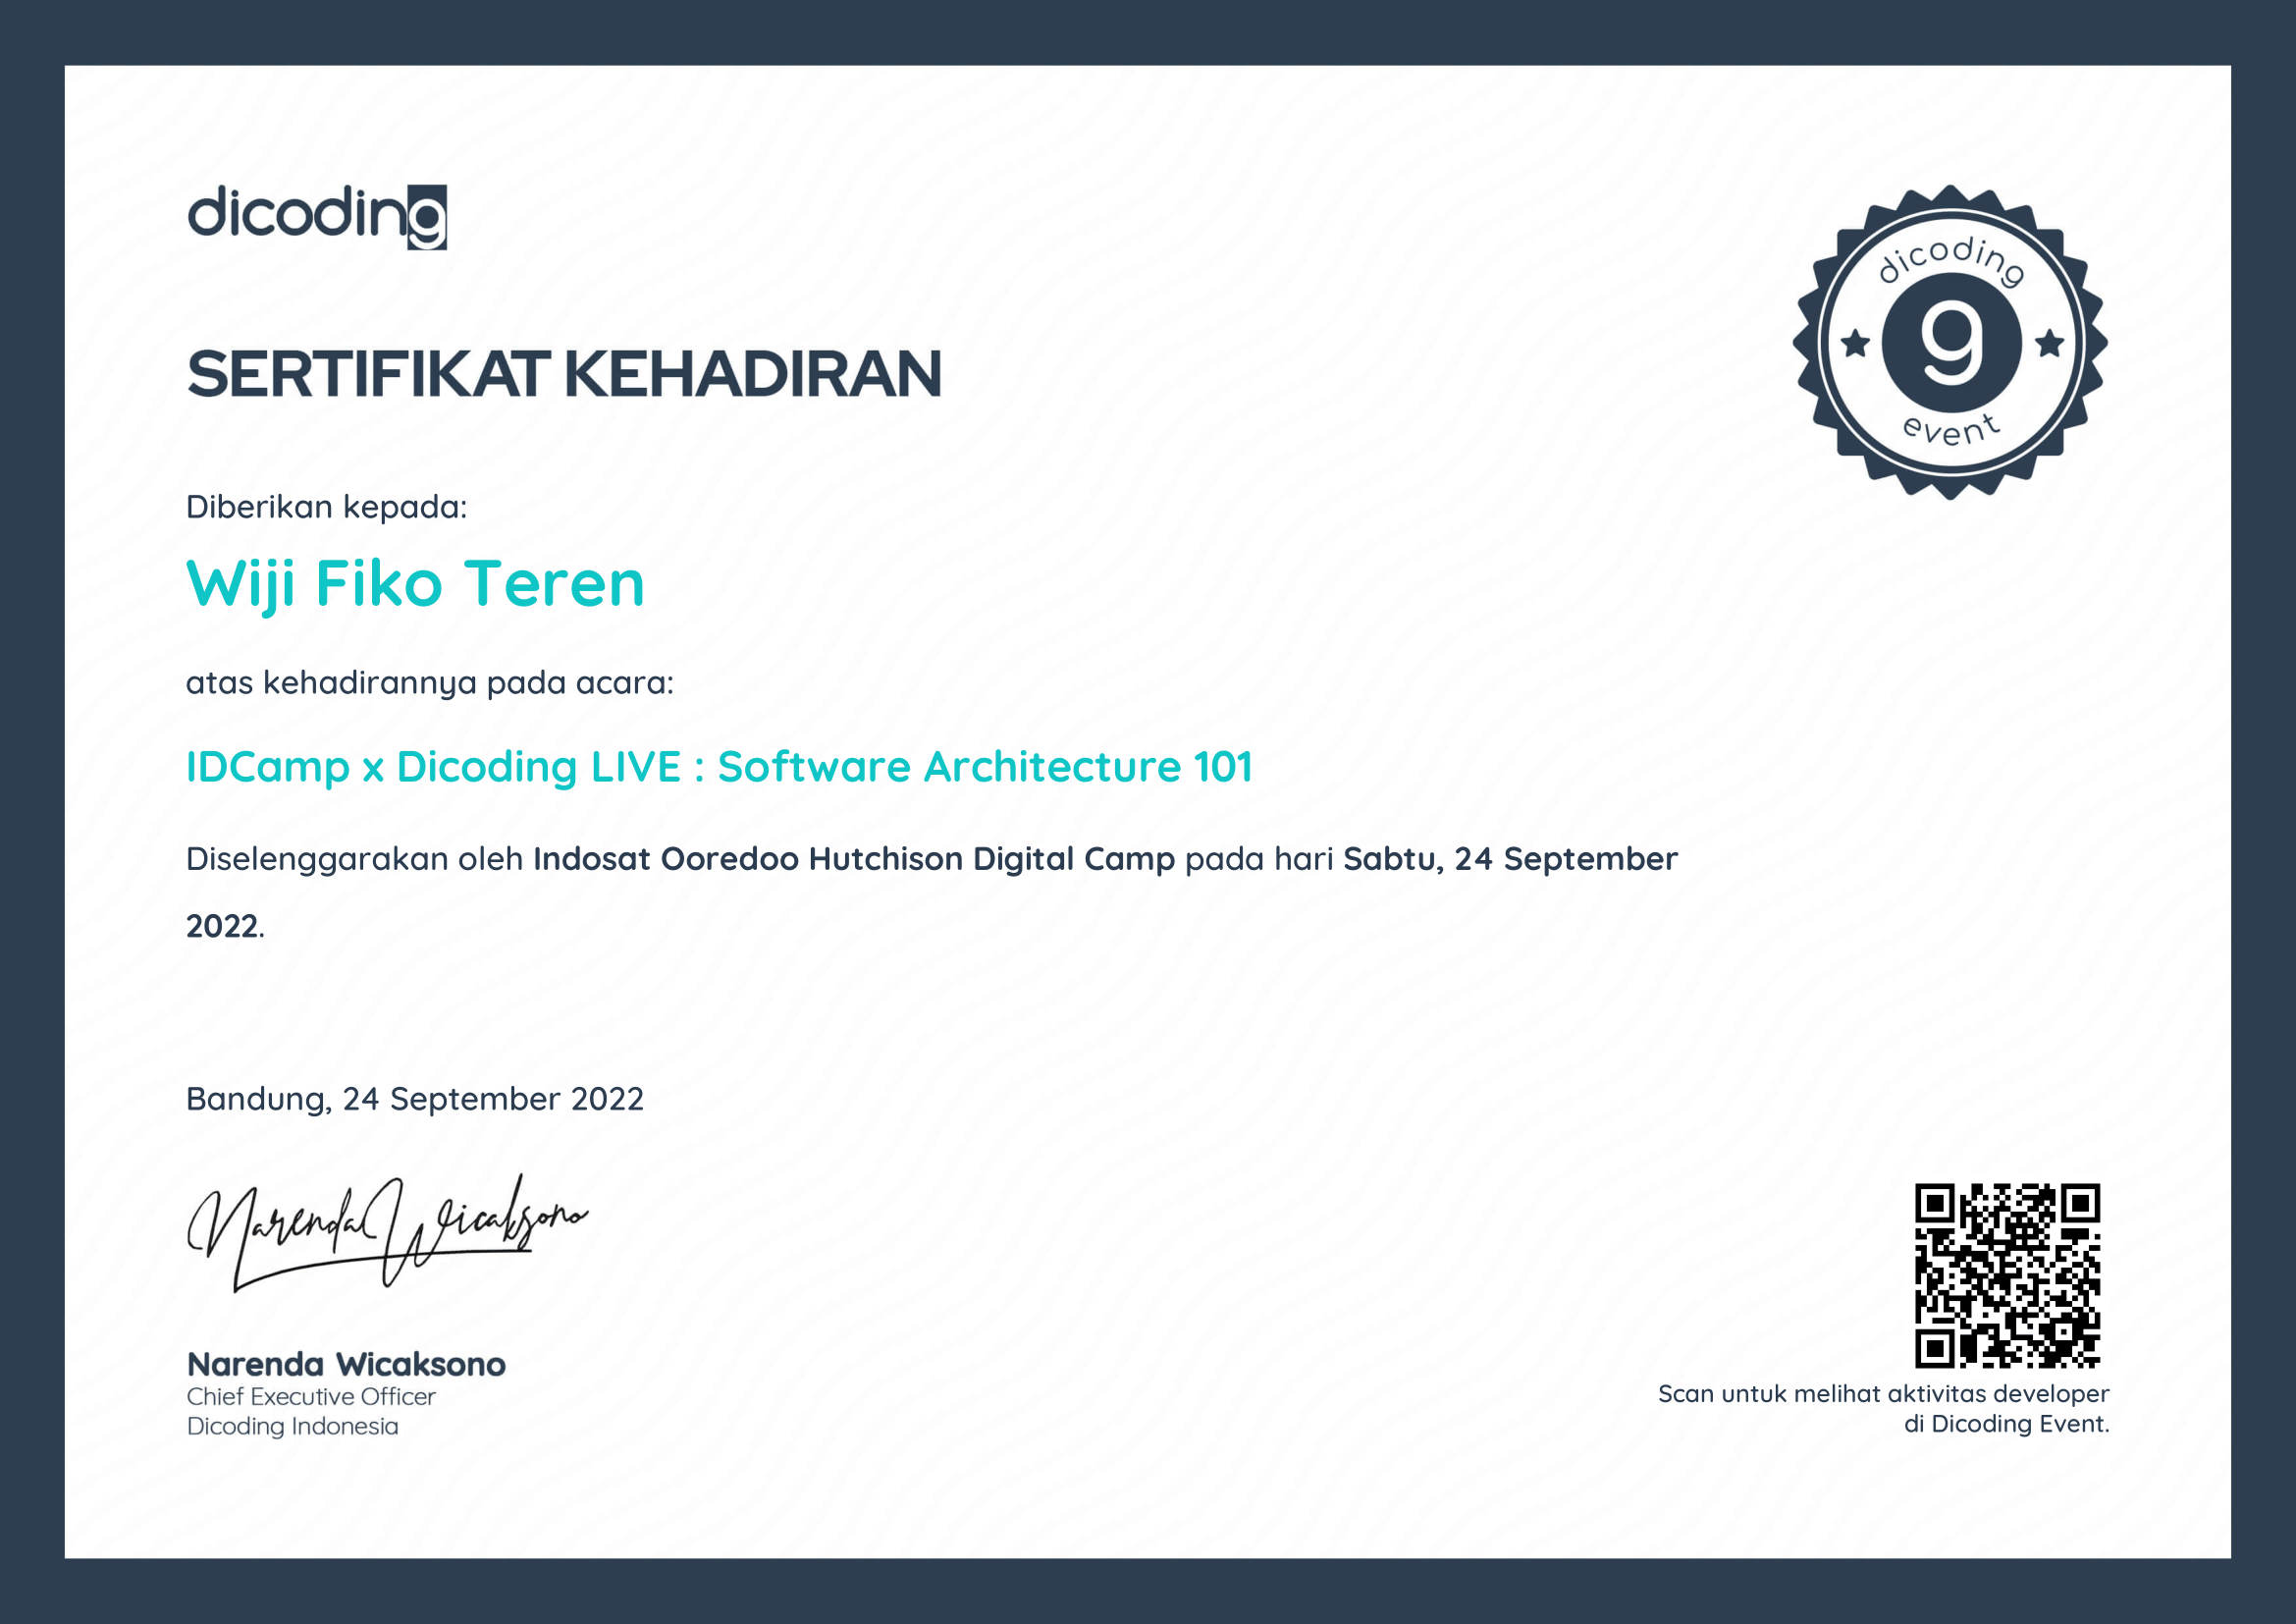 dicoding
SERTIFIKAT KEHADIRAN
dicoding
g
event
Diberikan kepada:
Wiji Fiko Teren
atas kehadirannya pada acara:
IDCamp x Dicoding LIVE : Software Architecture 101
Diselenggarakan oleh Indosat Ooredoo Hutchison Digital Camp pada hari Sabtu, 24 September
2022.
Bandung, 24 September 2022
Narenda Wicaksono
Narenda Wicaksono
Chief Executive Officer
Dicoding Indonesia
Scan untuk melihat aktivitas developer
di Dicoding Event.